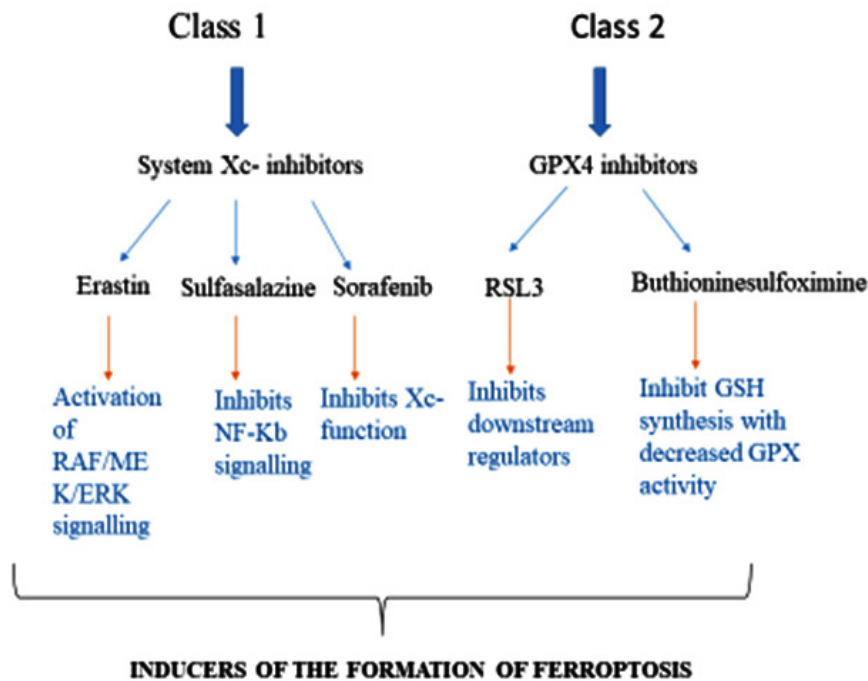 Class 1
Class 2
System Xc- inhibitors
GPX4 inhibitors
Erastin
Sulfasalazine
Sorafenib
RSL3
Buthioninesulfoximine
Activation
of
RAF/ME
K/ERK
signalling
Inhibits
NF-Kb
signalling
Inhibits Xc-
function
Inhibits
downstream
regulators
Inhibit GSH
synthesis with
decreased GPX
activity
INDUCERS OF THE FORMATION OF FERROPTOSIS